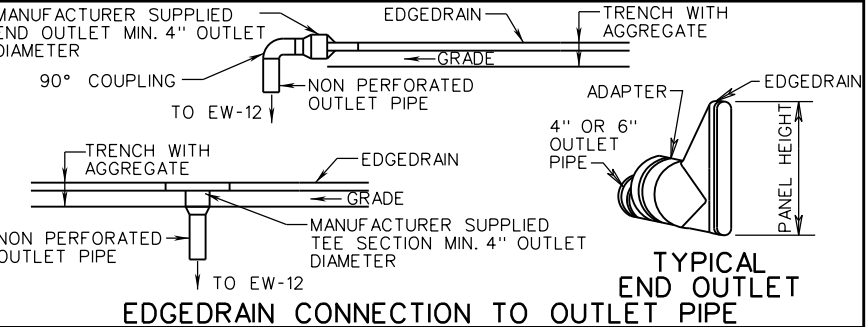 MANUFACTURER SUPPLIED
END OUTLET MIN. 4" OUTLET
DIAMETER
EDGEDRAIN
TRENCH WITH
AGGREGATE
GRADE
90° COUPLING
NON PERFORATED
OUTLET PIPE
TO EW-12
ADAPTER
EDGEDRAIN
4" OR 6"
OUTLET
PIPE
PANEL HEIGHT
TRENCH WITH
AGGREGATE
EDGEDRAIN
GRADE
NON PERFORATED
OUTLET PIPE
MANUFACTURER SUPPLIED
TEE SECTION MIN. 4" OUTLET
DIAMETER
TO EW-12
TYPICAL
END OUTLET
EDGEDRAIN CONNECTION TO OUTLET PIPE